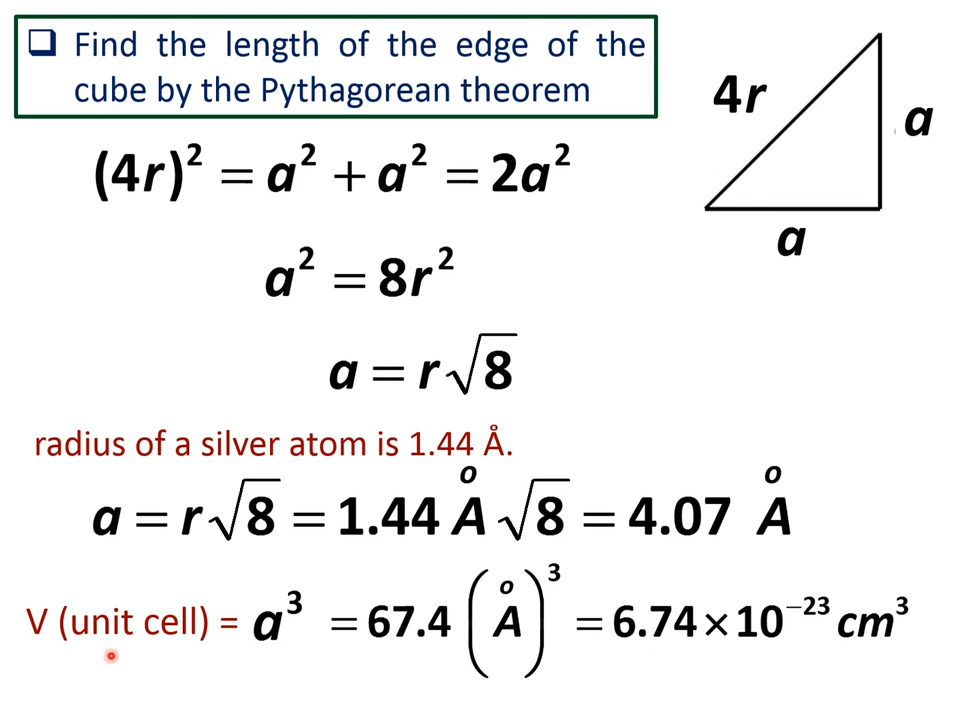 ❑ Find the length of the edge of the
cube by the Pythagorean theorem
4r
a
a
(4r)² = a² + a² = 2a²
a² = 8r²
a = r√8
radius of a silver atom is 1.44 Å.
a = r√8 = 1.44 Å √8 = 4.07 Å
V (unit cell) = a³ = 67.4 (Å)³ = 6.74 × 10⁻²³ cm³